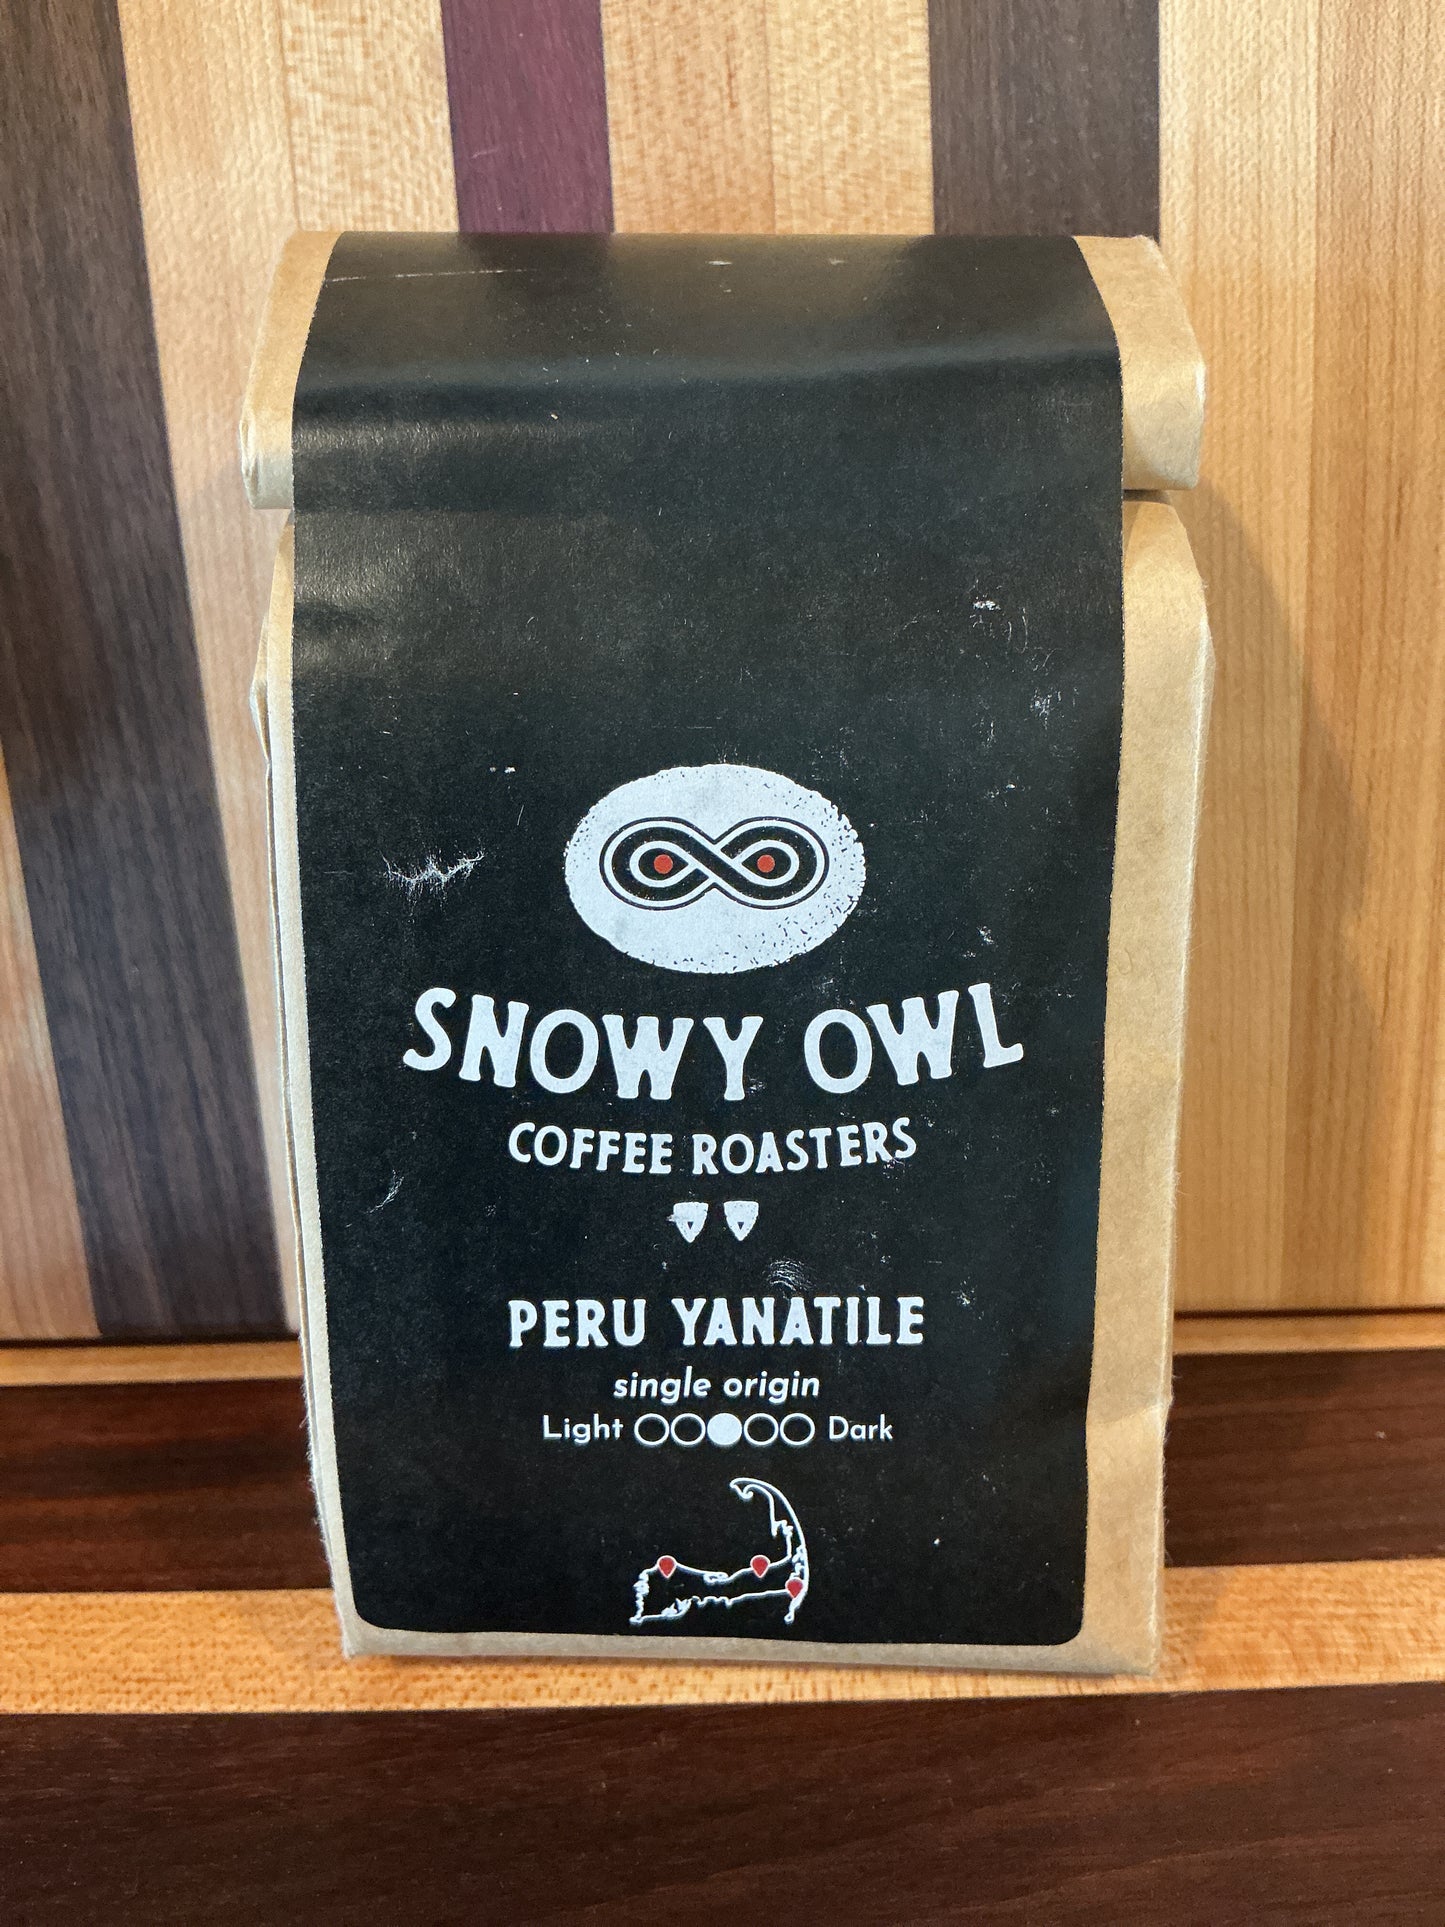 SNOWY OWL
COFFEE ROASTERS
PERU YANATILE
single origin
Light Dark